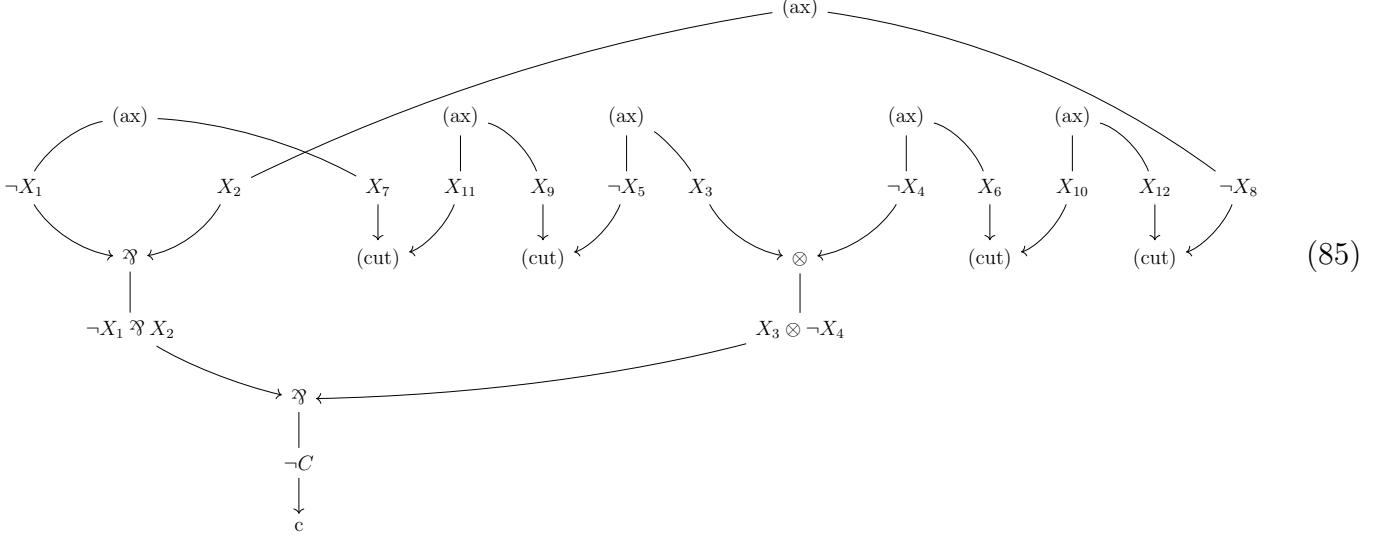 (ax)
(ax) (ax) (ax) (ax) (ax)
¬X₁ X₂ X₇ X₁₁ X₉ ¬X₅ X₃ ¬X₄ X₆ X₁₀ X₁₂ ¬X₈
⅋ (cut) (cut) ⊗ (cut) (cut) (85)
¬X₁ ⅋ X₂ X₃ ⊗ ¬X₄
⅋
¬C
c